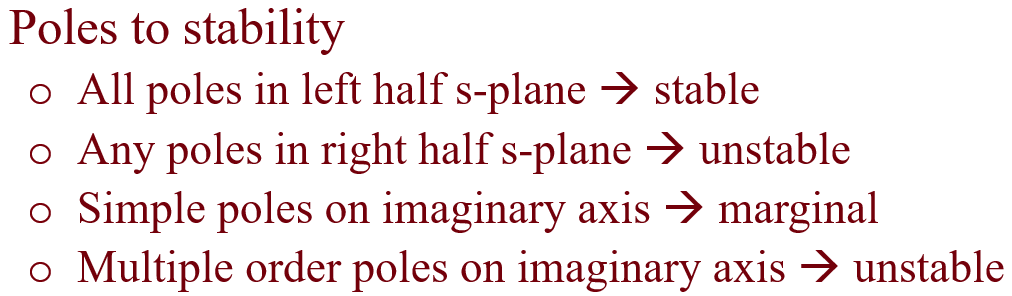 Poles to stability
o All poles in left half s-plane → stable
o Any poles in right half s-plane → unstable
o Simple poles on imaginary axis → marginal
o Multiple order poles on imaginary axis → unstable